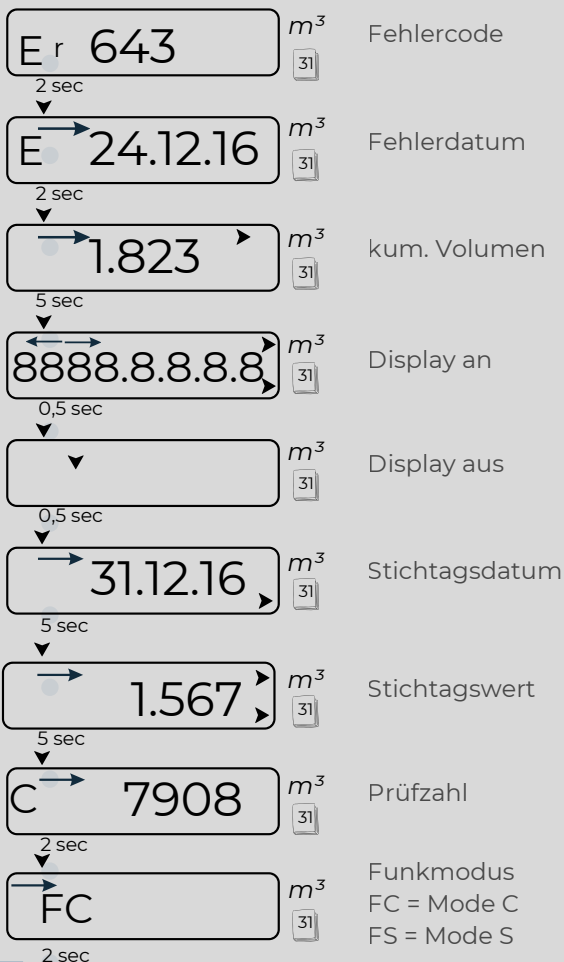 Er 643 m³ Fehlercode
31
2 sec
E 24.12.16 m³ Fehlerdatum
31
2 sec
1.823 m³ kum. Volumen
31
5 sec
8888.8.8.8.8 m³ Display an
31
0,5 sec
m³ Display aus
31
0,5 sec
31.12.16 m³ Stichtagsdatum
31
5 sec
1.567 m³ Stichtagswert
31
5 sec
C 7908 m³ Prüfzahl
31
2 sec
Funkmodus
FC m³ FC = Mode C
31 FS = Mode S
2 sec